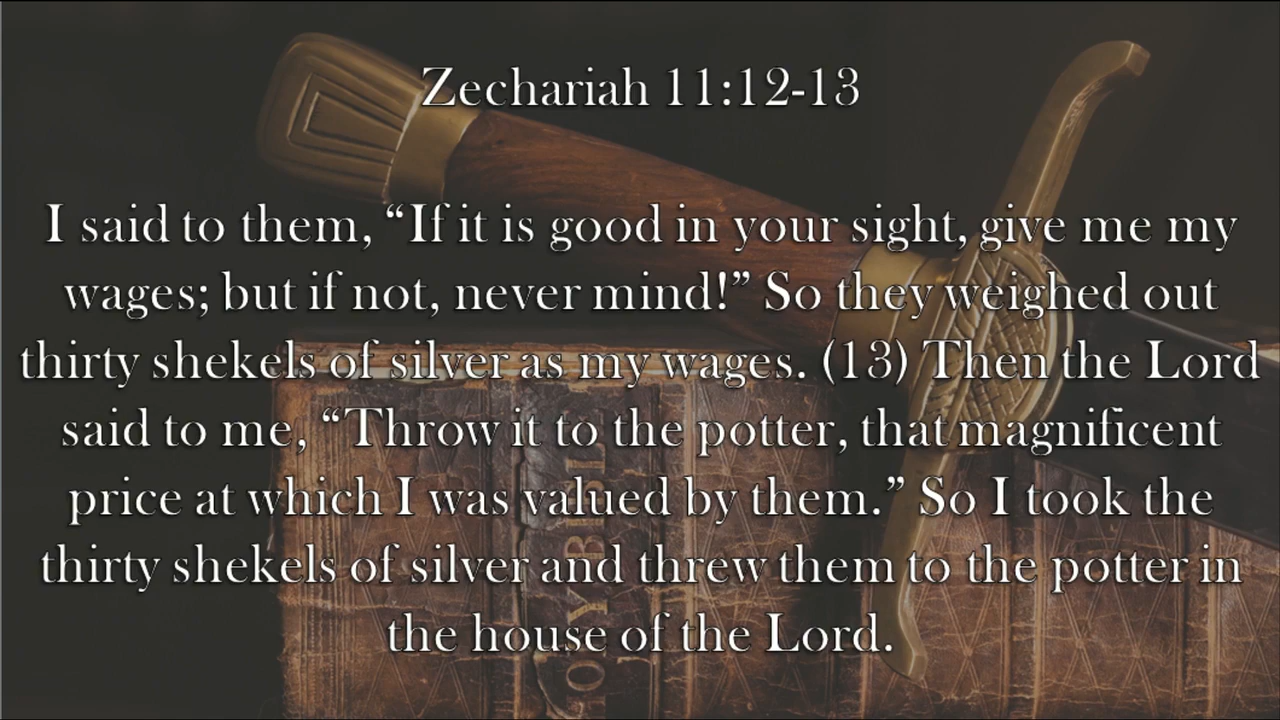 Zechariah 11:12-13
I said to them, “If it is good in your sight, give me my
wages; but if not, never mind!” So they weighed out
thirty shekels of silver as my wages. (13) Then the Lord
said to me, “Throw it to the potter, that magnificent
price at which I was valued by them.” So I took the
thirty shekels of silver and threw them to the potter in
the house of the Lord.